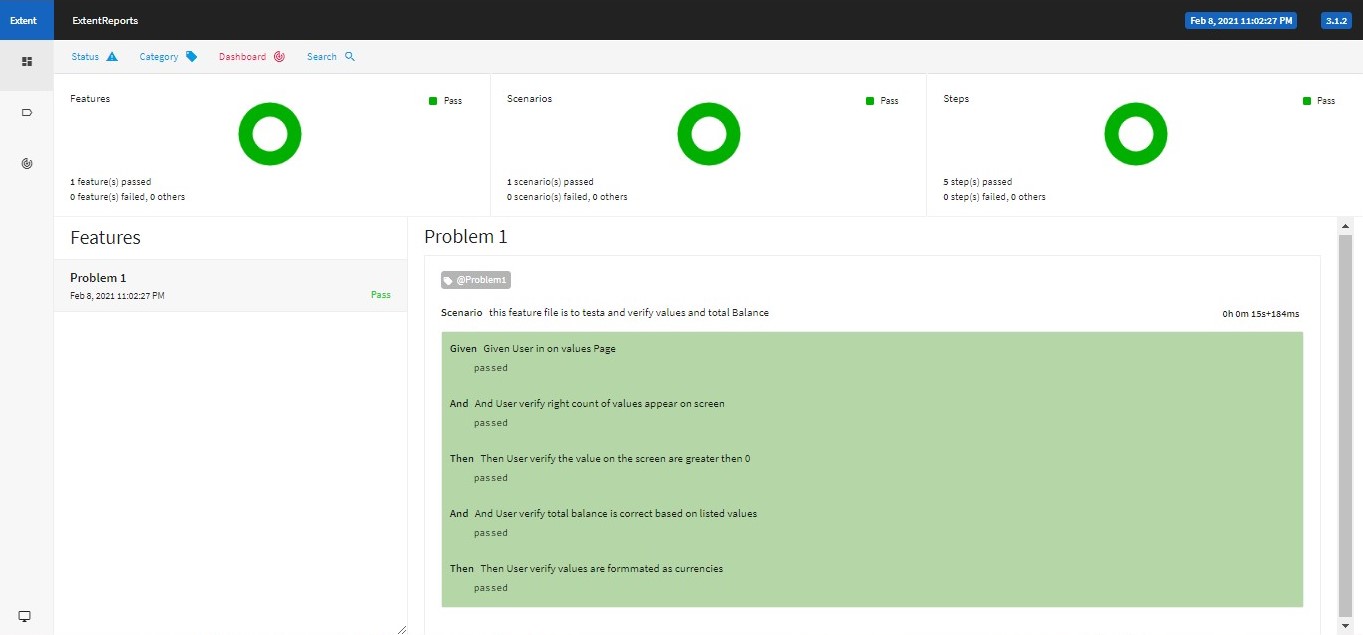 Extent
ExtentReports
Feb 8, 2021 11:02:27 PM
3.1.2
Status
Category
Dashboard
Search
Features
Pass
1 feature(s) passed
0 feature(s) failed, 0 others
Scenarios
Pass
1 scenario(s) passed
0 scenario(s) failed, 0 others
Steps
Pass
5 step(s) passed
0 step(s) failed, 0 others
Features
Problem 1
Feb 8, 2021 11:02:27 PM
Pass
Problem 1
@Problem1
Scenario this feature file is to testa and verify values and total Balance
0h 0m 15s+184ms
Given Given User in on values Page
passed
And And User verify right count of values appear on screen
passed
Then Then User verify the value on the screen are greater then 0
passed
And And User verify total balance is correct based on listed values
passed
Then Then User verify values are formmated as currencies
passed